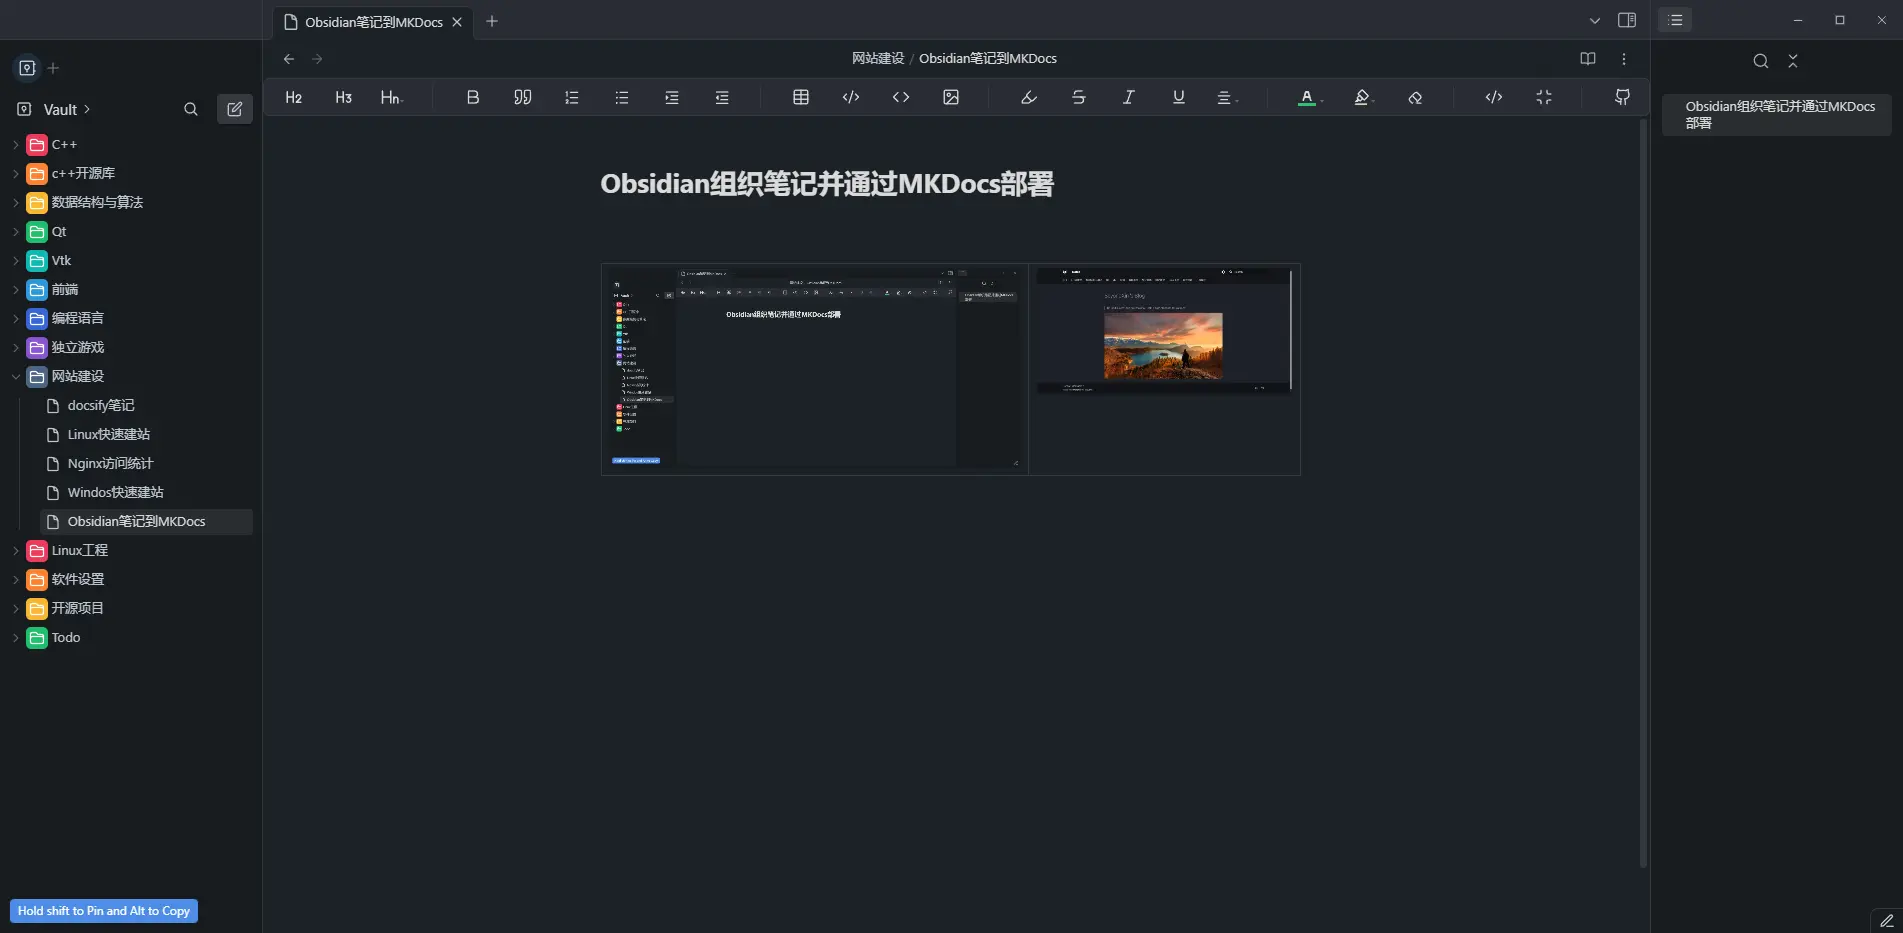 Obsidian笔记到MKDocs
网站建设 / Obsidian笔记到MKDocs
H2 H3 Hn
Vault
C++
c++开源库
数据结构与算法
Qt
Vtk
前端
编程语言
独立游戏
网站建设
docsify笔记
Linux快速建站
Nginx访问统计
Windos快速建站
Obsidian笔记到MKDocs
Linux工程
软件设置
开源项目
Todo
Hold shift to Pin and Alt to Copy
Obsidian组织笔记并通过MKDocs部署
Obsidian组织笔记并通过MKDocs部署
Obsidian组织笔记并通过MKDocs
部署